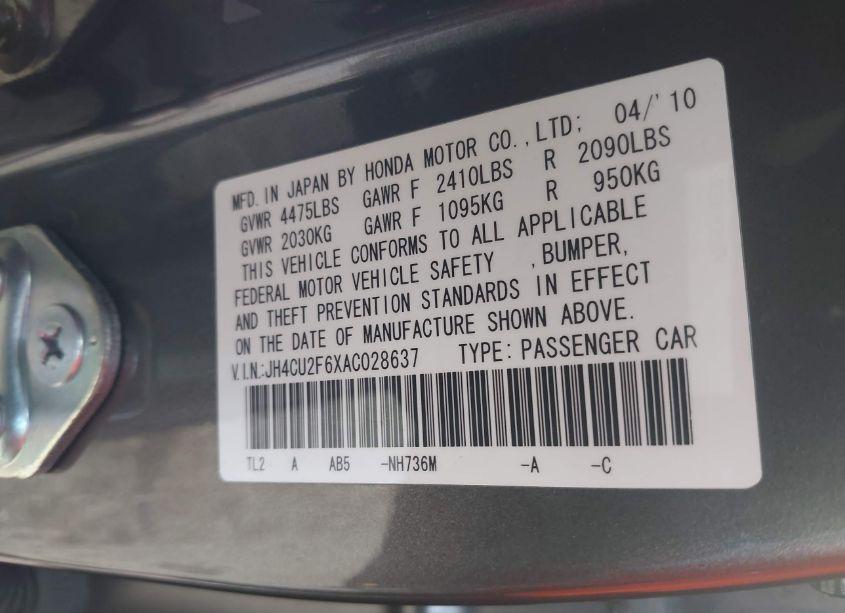 MFD. IN JAPAN BY HONDA MOTOR CO., LTD; 04/'10
GVWR 4475LBS GAWR F 2410LBS R 2090LBS
GVWR 2030KG GAWR F 1095KG R 950KG
THIS VEHICLE CONFORMS TO ALL APPLICABLE
FEDERAL MOTOR VEHICLE SAFETY , BUMPER,
AND THEFT PREVENTION STANDARDS IN EFFECT
ON THE DATE OF MANUFACTURE SHOWN ABOVE.
V.I.N.:JH4CU2F6XAC028637 TYPE: PASSENGER CAR
TL2 A AB5 -NH736M -A -C